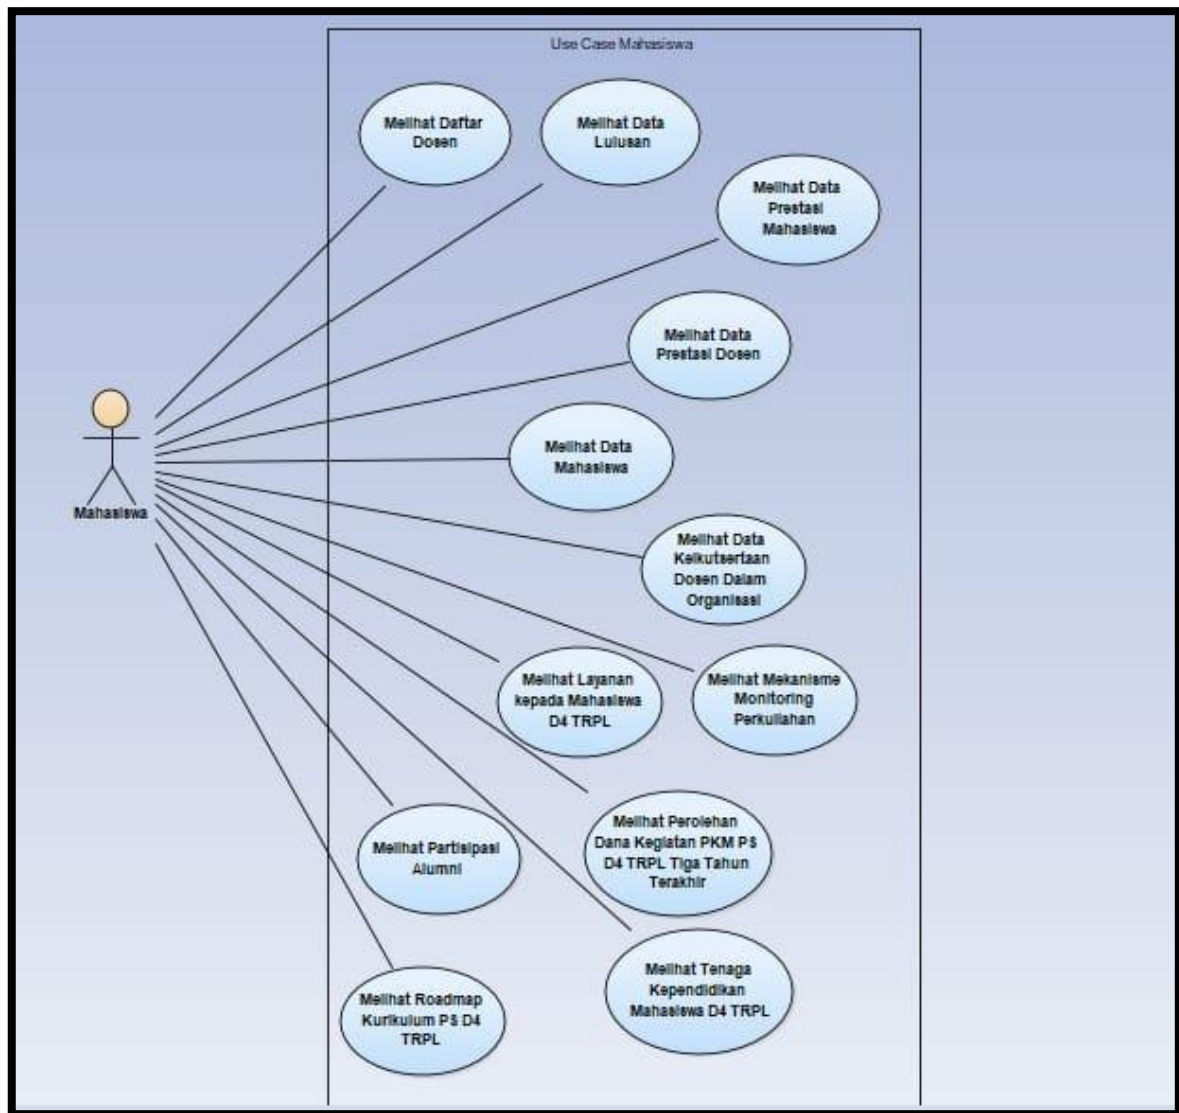 Use Case Mahasiswa
Melihat Daftar
Dosen
Melihat Data
Lulusan
Melihat Data
Prestasi
Mahasiswa
Melihat Data
Prestasi Dosen
Melihat Data
Mahasiswa
Mahasiswa
Melihat Data
Keikutsertaan
Dosen Dalam
Organisasi
Melihat Layanan
kepada Mahasiswa
D4 TRPL
Melihat Mekanisme
Monitoring
Perkuliahan
Melihat Partisipasi
Alumni
Melihat Perolehan
Dana Kegiatan PKM PS
D4 TRPL Tiga Tahun
Terakhir
Melihat Tenaga
Kependidikan
Mahasiswa D4 TRPL
Melihat Roadmap
Kurikulum PS D4
TRPL